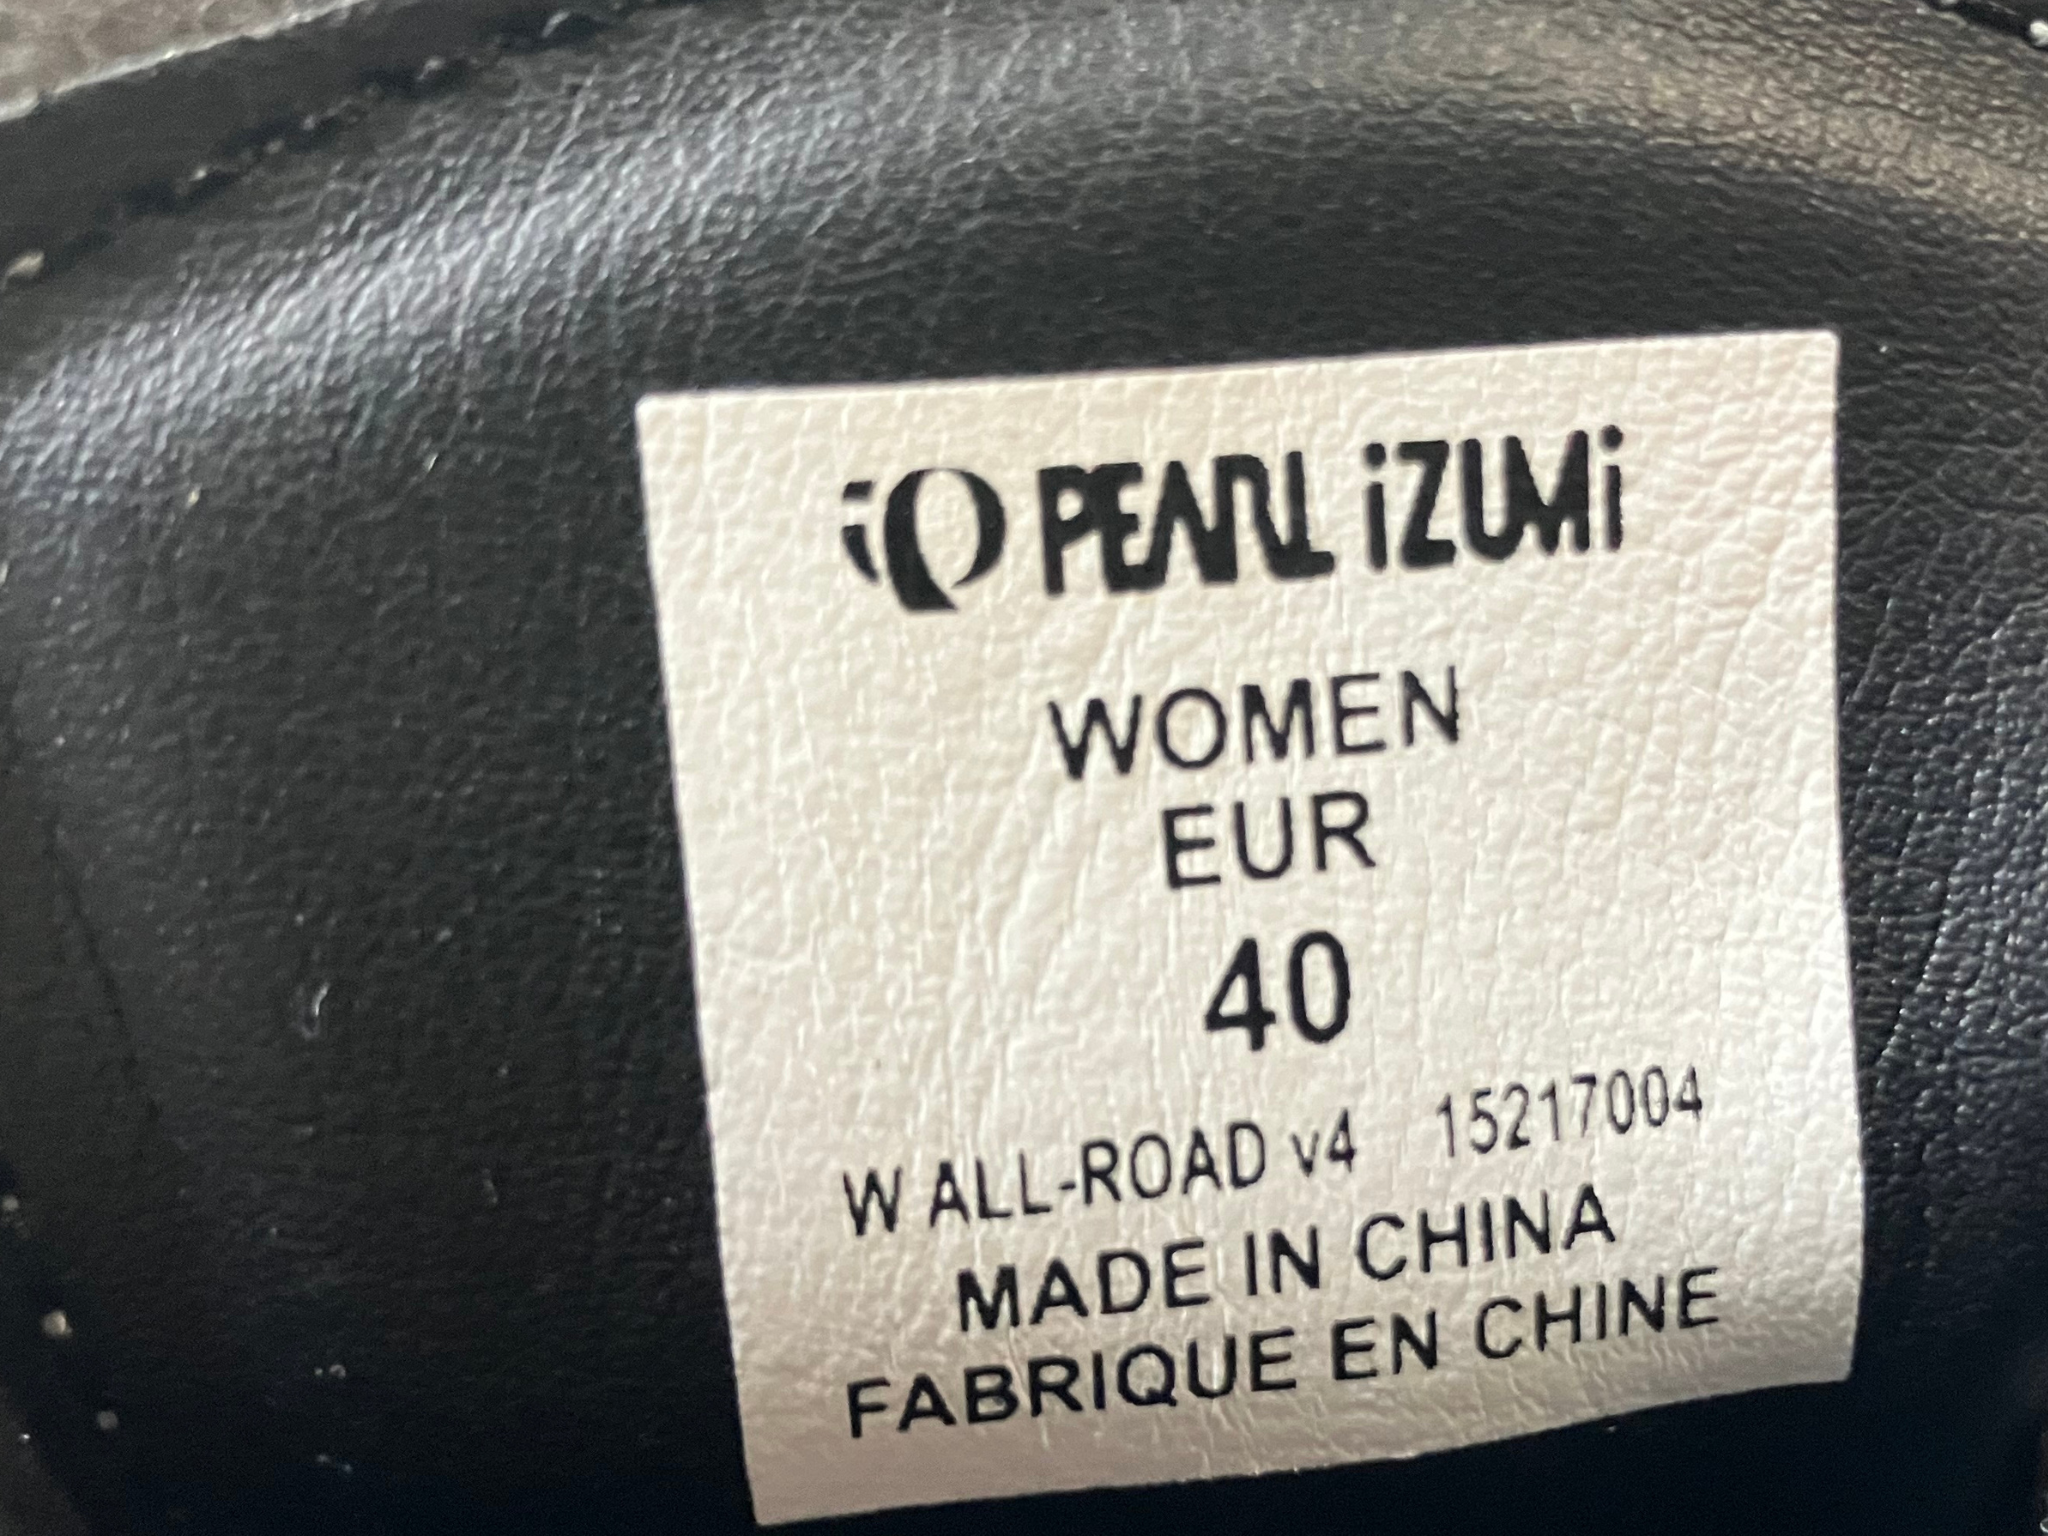 PEARL iZUMi
WOMEN
EUR
40
W ALL-ROAD v4 15217004
MADE IN CHINA
FABRIQUE EN CHINE